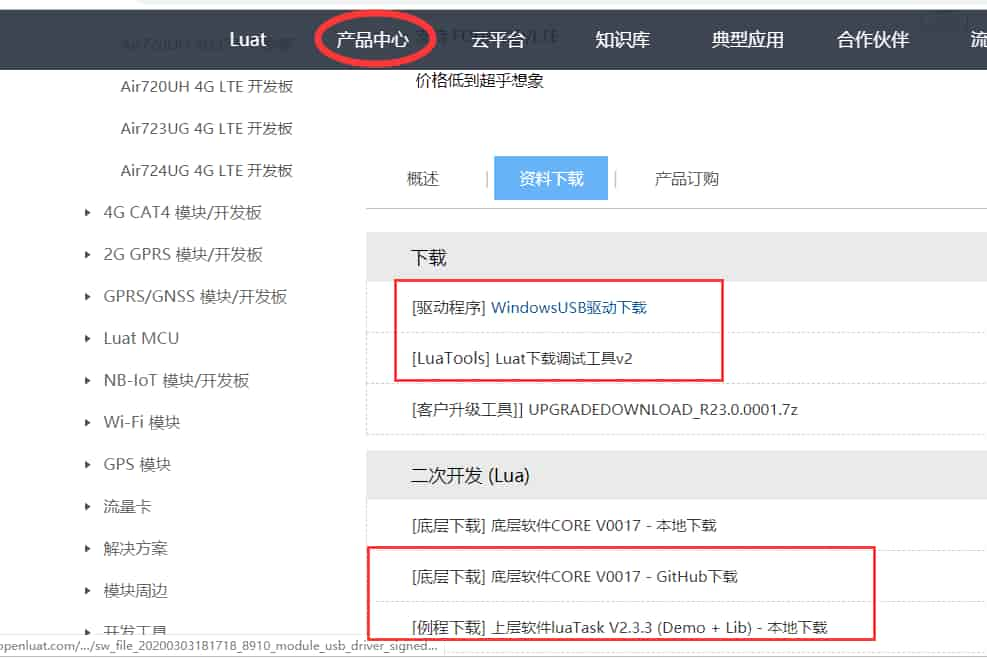 Luat 产品中心 云平台 知识库 典型应用 合作伙伴 流
价格低到超乎想象
Air720UH 4G LTE 开发板
Air723UG 4G LTE 开发板
Air724UG 4G LTE 开发板
4G CAT4 模块/开发板
2G GPRS 模块/开发板
GPRS/GNSS 模块/开发板
Luat MCU
NB-IoT 模块/开发板
Wi-Fi 模块
GPS 模块
流量卡
解决方案
模块周边
开发工具
概述 | 资料下载 | 产品订购
下载
[驱动程序] WindowsUSB驱动下载
[LuaTools] Luat下载调试工具v2
[客户升级工具]] UPGRADEDOWNLOAD_R23.0.0001.7z
二次开发 (Lua)
[底层下载] 底层软件CORE V0017 - 本地下载
[底层下载] 底层软件CORE V0017 - GitHub下载
[例程下载] 上层软件luaTask V2.3.3 (Demo + Lib) - 本地下载
openluat.com/.../sw_file_20200303181718_8910_module_usb_driver_signed...